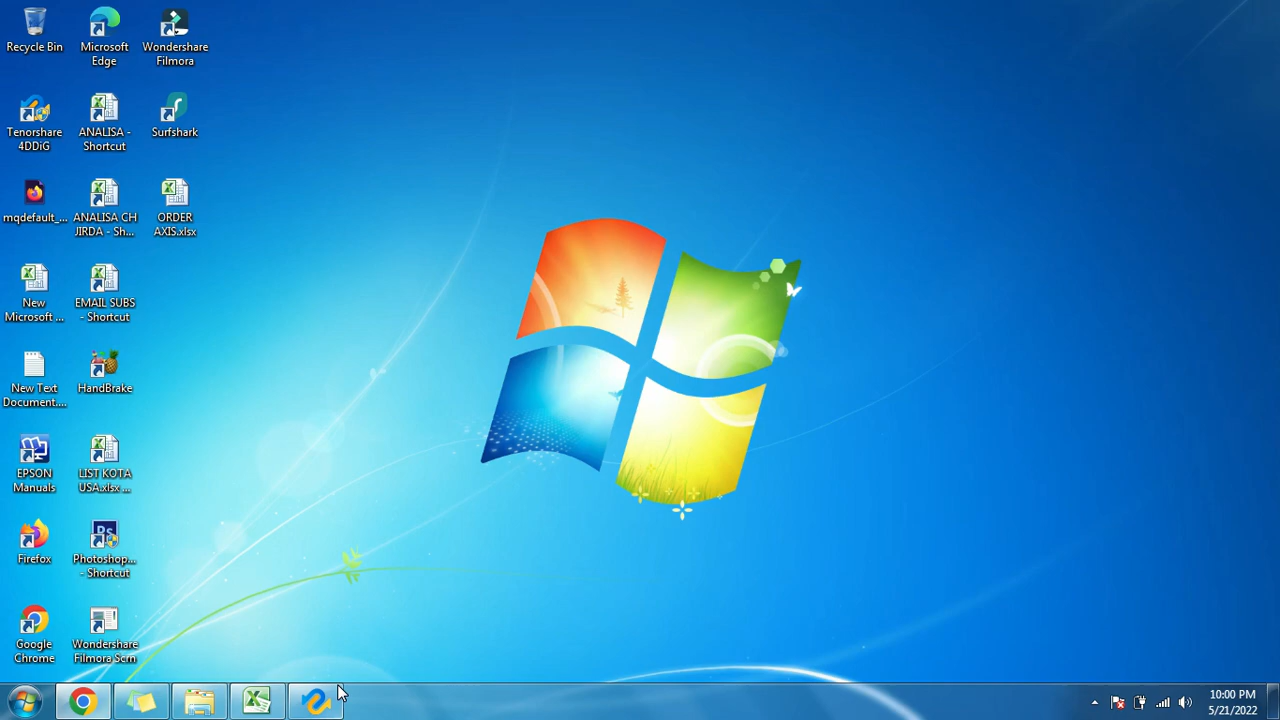 Recycle Bin
Microsoft
Edge
Wondershare
Filmora
Tenorshare
4DDiG
ANALISA -
Shortcut
Surfshark
mqdefault_...
ANALISA CH
JIRDA - Sh...
ORDER
AXIS.xlsx
New
Microsoft ...
EMAIL SUBS
- Shortcut
New Text
Document....
HandBrake
EPSON
Manuals
LIST KOTA
USA.xlsx ...
Firefox
Ps
Photoshop...
- Shortcut
Google
Chrome
Wondershare
Filmora Scrn
10:00 PM
5/21/2022